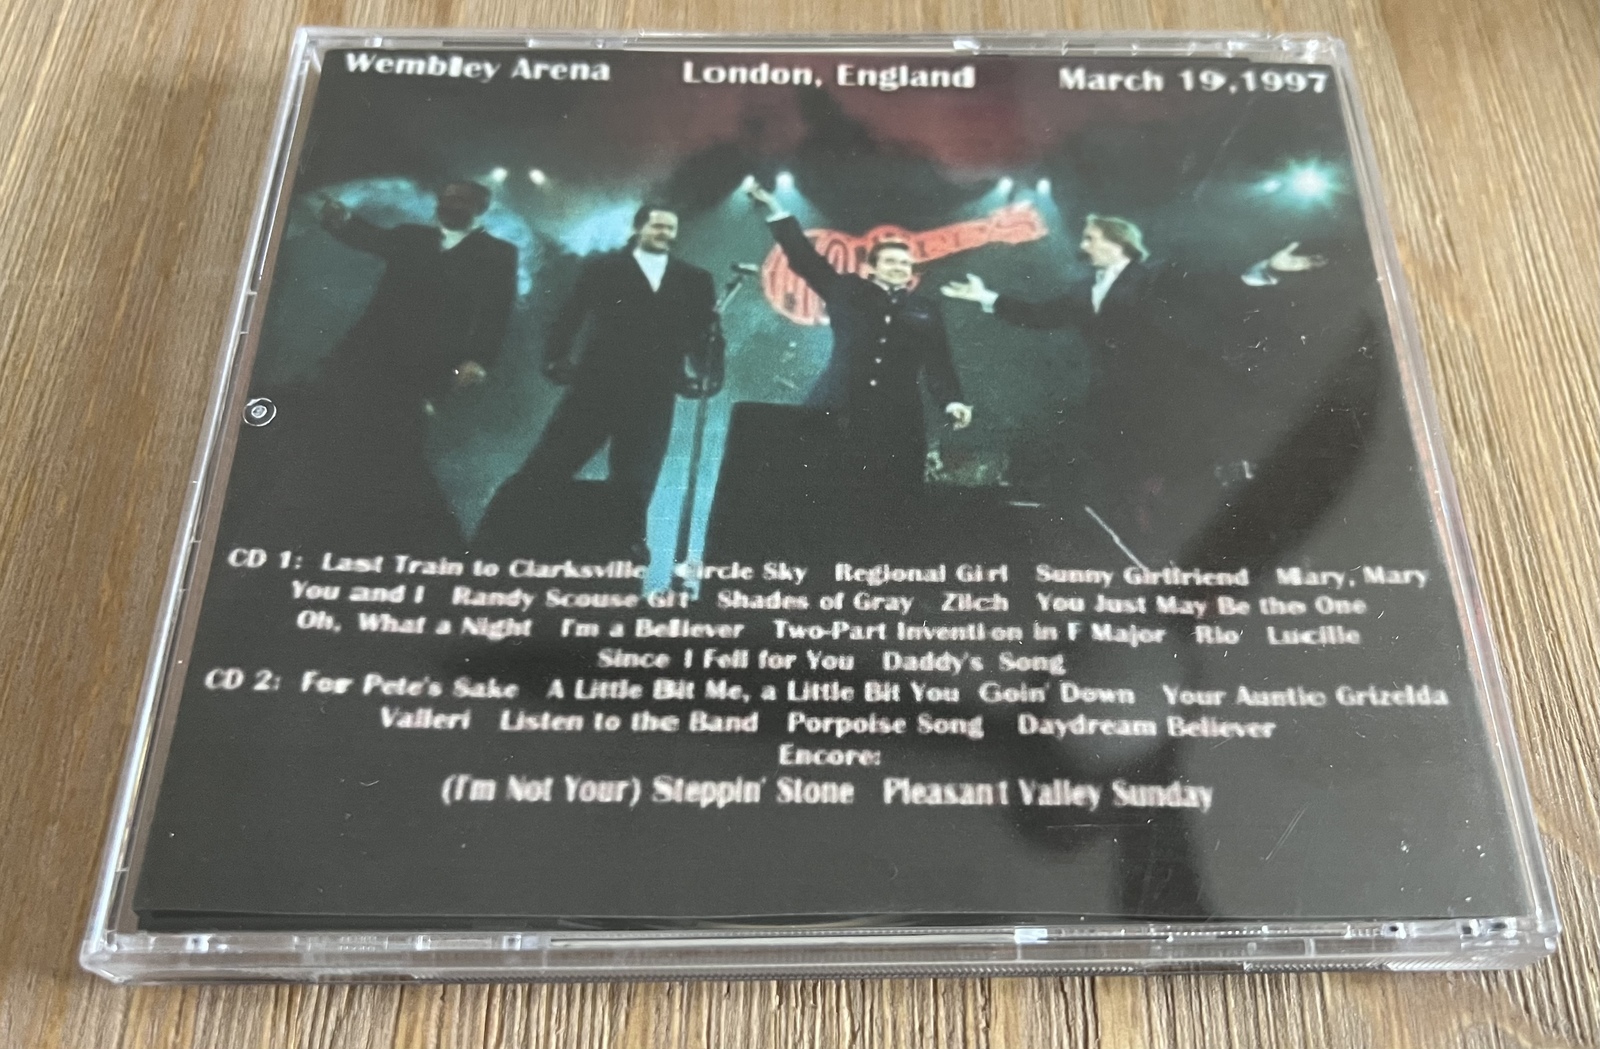 Wembley Arena London, England March 19,1997
MONKEES
CD 1: Last Train to Clarksville Circle Sky Regional Girl Sunny Girlfriend Mary, Mary
You and I Randy Scouse Git Shades of Gray Zilch You Just May Be the One
Oh, What a Night I'm a Believer Two-Part Invention in F Major Rio Lucille
Since I Fell for You Daddy's Song
CD 2: For Pete's Sake A Little Bit Me, a Little Bit You Goin' Down Your Auntie Grizelda
Valleri Listen to the Band Porpoise Song Daydream Believer
Encore:
(I'm Not Your) Steppin' Stone Pleasant Valley Sunday